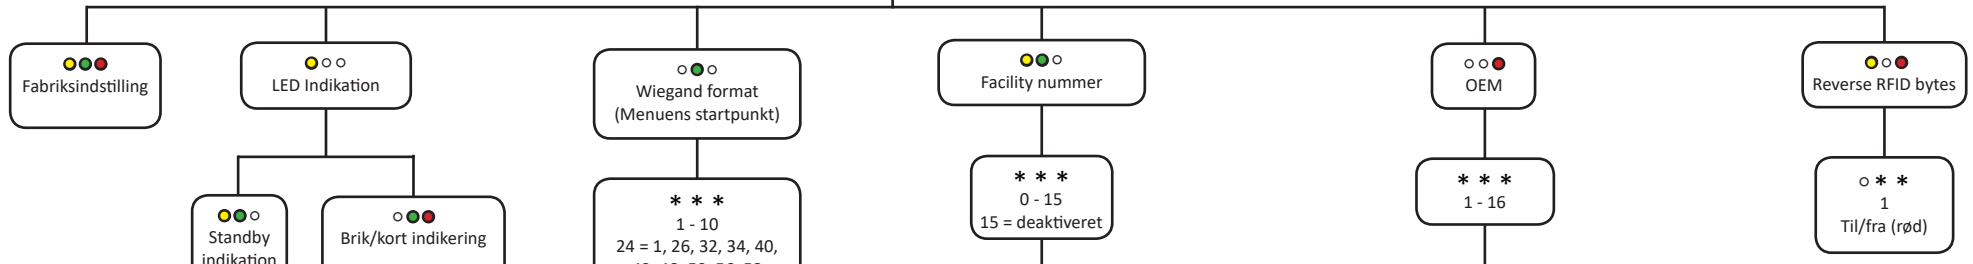 Fabriksindstilling
LED Indikation
Wiegand format
(Menuens startpunkt)
Facility nummer
OEM
Reverse RFID bytes
Standby
indikation
Brik/kort indikering
* * *
1 - 10
24 = 1, 26, 32, 34, 40,
* * *
0 - 15
15 = deaktiveret
* * *
1 - 16
* *
1
Til/fra (rød)